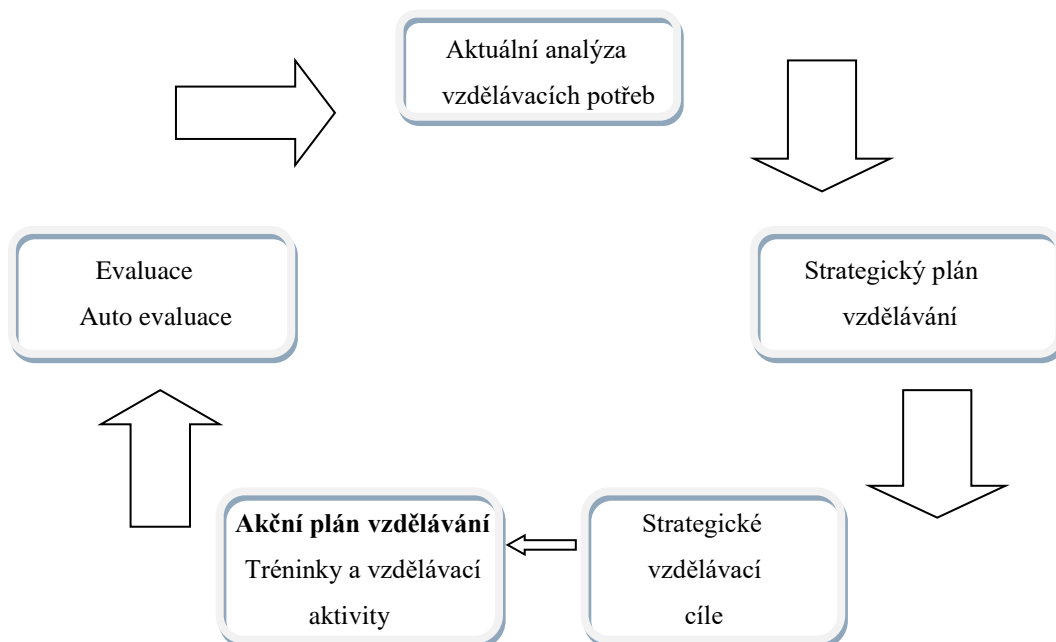 Aktuální analýza
vzdělávacích potřeb
Evaluace
Auto evaluace
Strategický plán
vzdělávání
Akční plán vzdělávání
Tréninky a vzdělávací
aktivity
Strategické
vzdělávací
cíle